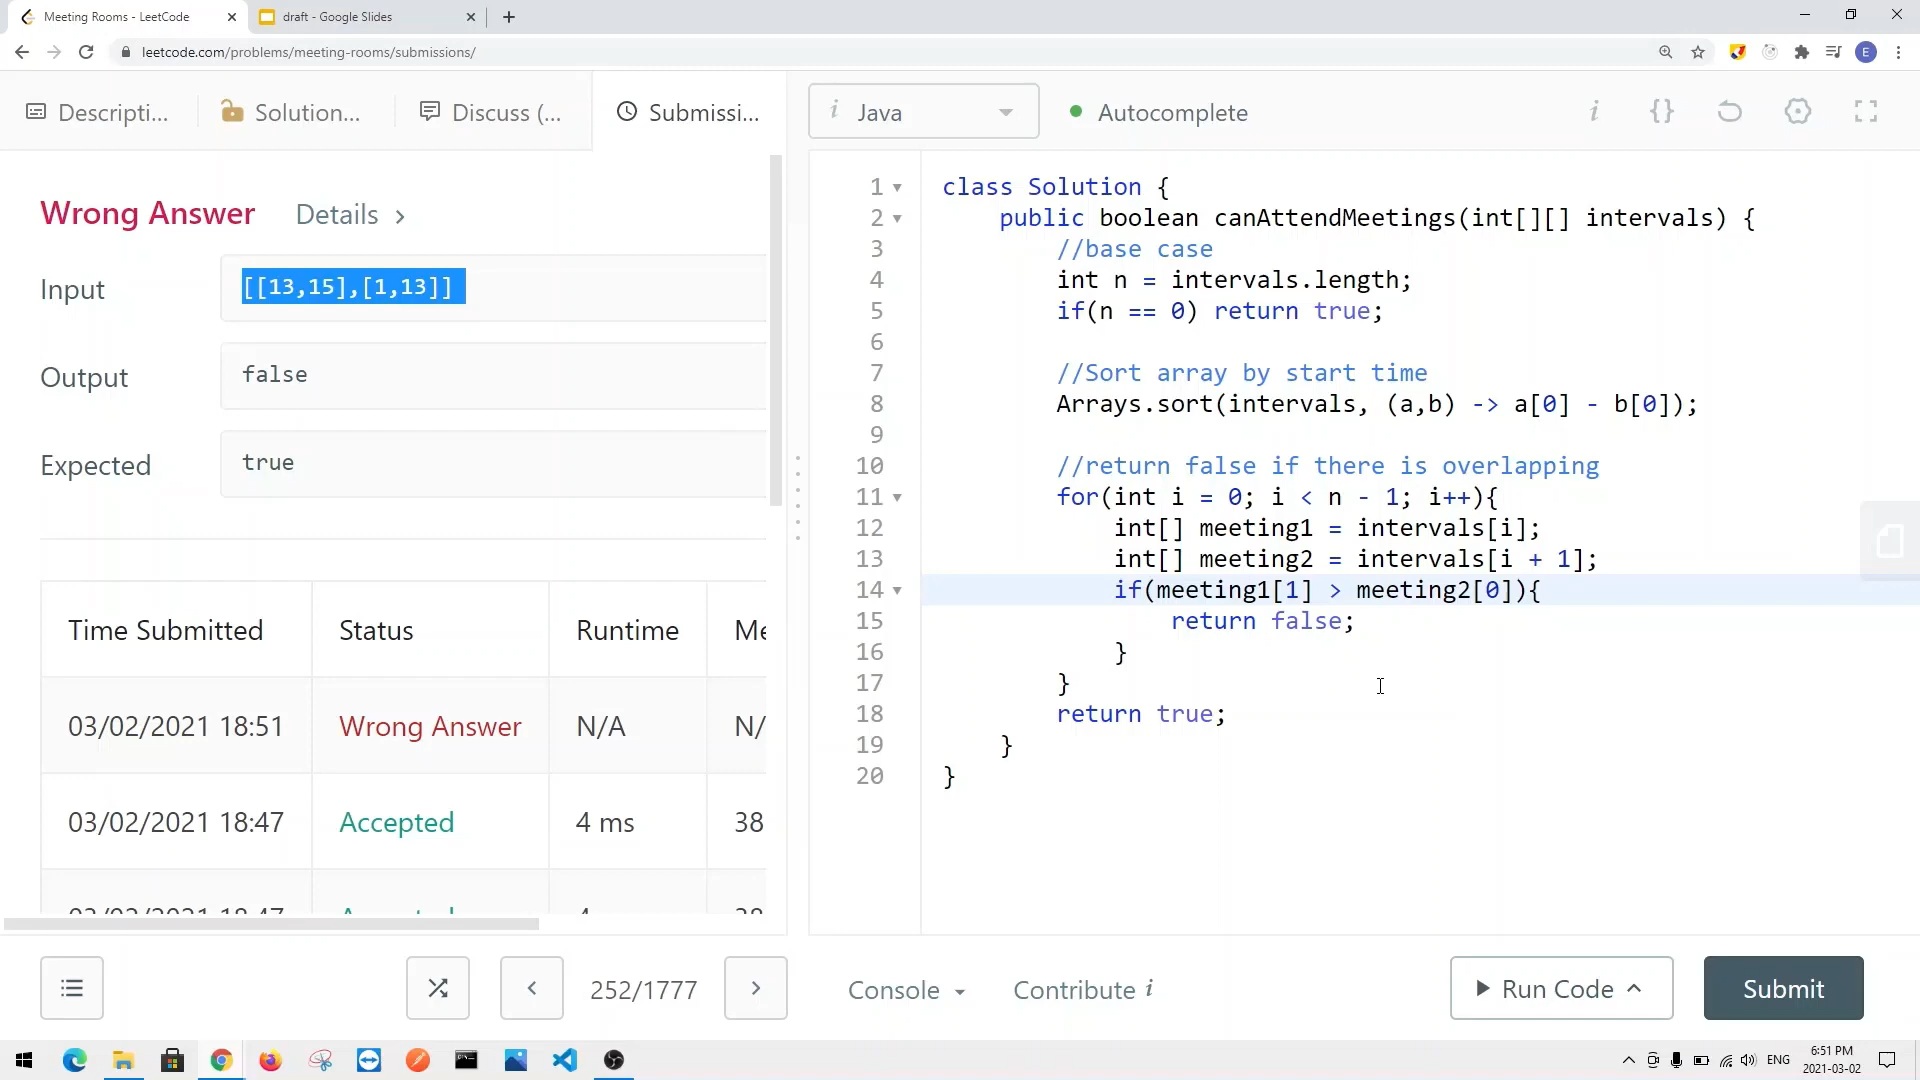 Meeting Rooms - LeetCode
draft - Google Slides
leetcode.com/problems/meeting-rooms/submissions/
E
Descripti...
Solution...
Discuss (...
Submissi...
i Java
Autocomplete
i {}
Wrong Answer Details
Input [[13,15],[1,13]]
Output false
Expected true
Time Submitted Status Runtime Me
03/02/2021 18:51 Wrong Answer N/A N/
03/02/2021 18:47 Accepted 4 ms 38
1 class Solution {
2 public boolean canAttendMeetings(int[][] intervals) {
3 //base case
4 int n = intervals.length;
5 if(n == 0) return true;
6
7 //Sort array by start time
8 Arrays.sort(intervals, (a,b) -> a[0] - b[0]);
9
10 //return false if there is overlapping
11 for(int i = 0; i < n - 1; i++){
12 int[] meeting1 = intervals[i];
13 int[] meeting2 = intervals[i + 1];
14 if(meeting1[1] > meeting2[0]){
15 return false;
16 }
17 }
18 return true;
19 }
20 }
252/1777
Console
Contribute i
Run Code
Submit
ENG
6:51 PM
2021-03-02